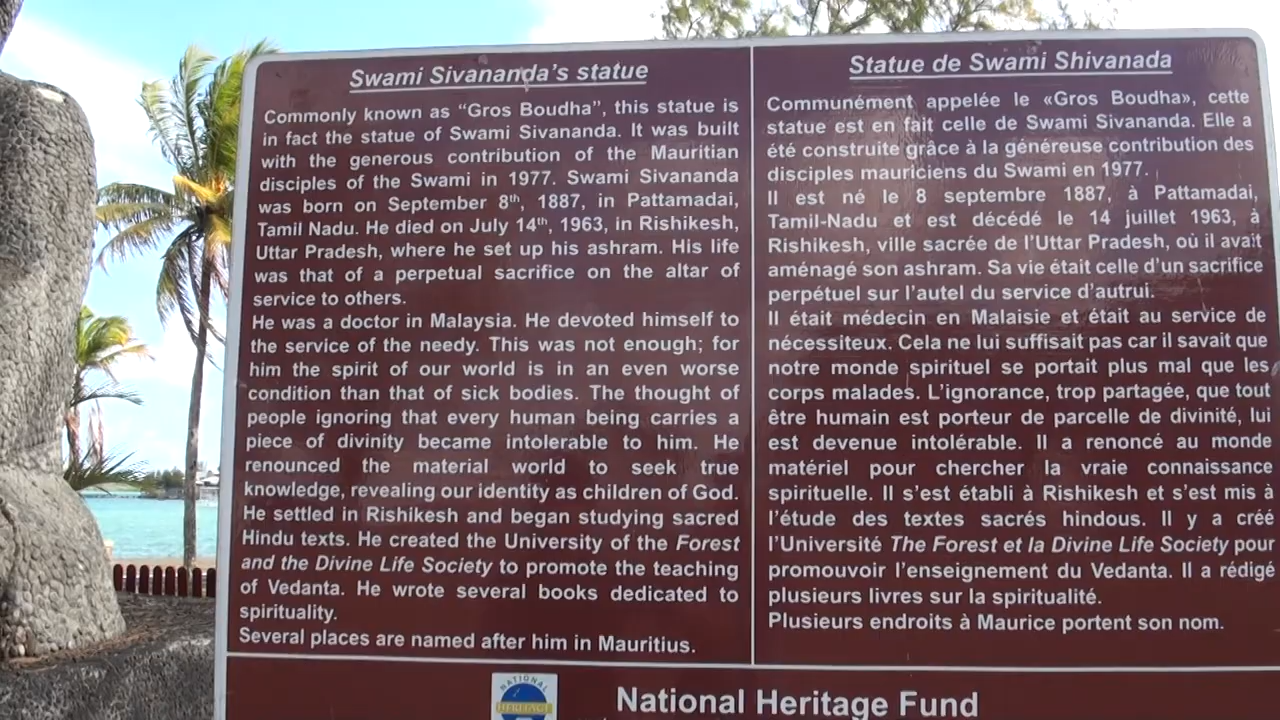 Swami Sivananda's statue
Commonly known as “Gros Boudha”, this statue is
in fact the statue of Swami Sivananda. It was built
with the generous contribution of the Mauritian
disciples of the Swami in 1977. Swami Sivananda
was born on September 8th, 1887, in Pattamadai,
Tamil Nadu. He died on July 14th, 1963, in Rishikesh,
Uttar Pradesh, where he set up his ashram. His life
was that of a perpetual sacrifice on the altar of
service to others.
He was a doctor in Malaysia. He devoted himself to
the service of the needy. This was not enough; for
him the spirit of our world is in an even worse
condition than that of sick bodies. The thought of
people ignoring that every human being carries a
piece of divinity became intolerable to him. He
renounced the material world to seek true
knowledge, revealing our identity as children of God.
He settled in Rishikesh and began studying sacred
Hindu texts. He created the University of the Forest
and the Divine Life Society to promote the teaching
of Vedanta. He wrote several books dedicated to
spirituality.
Several places are named after him in Mauritius.
Statue de Swami Shivanada
Communément appelée le «Gros Boudha», cette
statue est en fait celle de Swami Sivananda. Elle a
été construite grâce à la généreuse contribution des
disciples mauriciens du Swami en 1977.
Il est né le 8 septembre 1887, à Pattamadai,
Tamil-Nadu et est décédé le 14 juillet 1963, à
Rishikesh, ville sacrée de l'Uttar Pradesh, où il avait
aménagé son ashram. Sa vie était celle d'un sacrifice
perpétuel sur l'autel du service d'autrui.
Il était médecin en Malaisie et était au service de
nécessiteux. Cela ne lui suffisait pas car il savait que
notre monde spirituel se portait plus mal que les
corps malades. L'ignorance, trop partagée, que tout
être humain est porteur de parcelle de divinité, lui
est devenue intolérable. Il a renoncé au monde
matériel pour chercher la vraie connaissance
spirituelle. Il s'est établi à Rishikesh et s'est mis à
l'étude des textes sacrés hindous. Il y a créé
l'Université The Forest et la Divine Life Society pour
promouvoir l'enseignement du Vedanta. Il a rédigé
plusieurs livres sur la spiritualité.
Plusieurs endroits à Maurice portent son nom.
NATIONAL
HERITAGE
National Heritage Fund